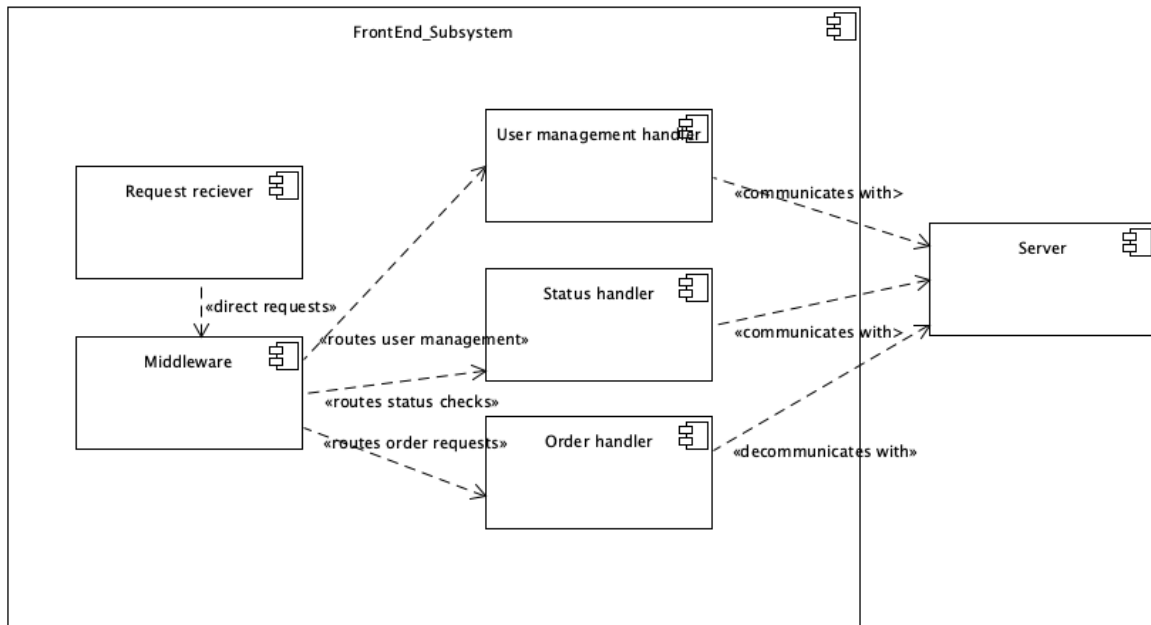 FrontEnd_Subsystem
User management handler
Request reciever
«communicates with>
Server
Status handler
«direct requests»
«routes user management»
«communicates with>
Middleware
«routes status checks»
«routes order requests»
Order handler
«decommunicates with»